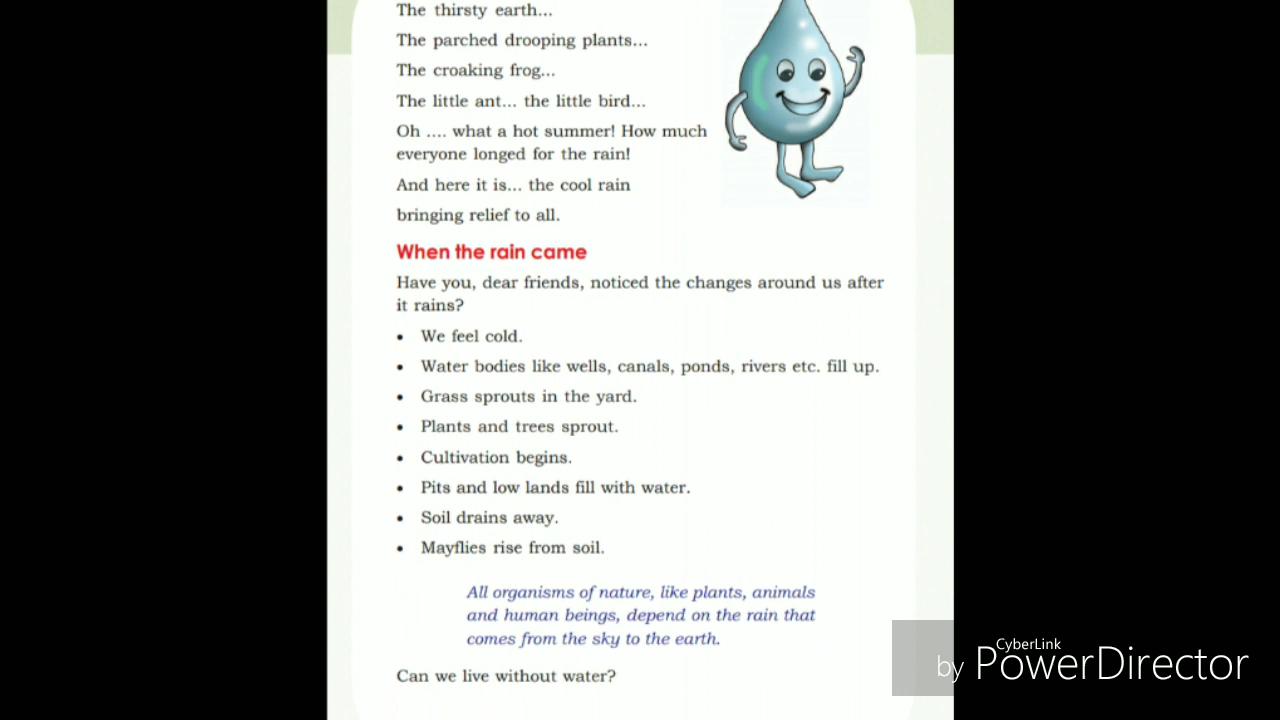 The thirsty earth...
The parched drooping plants...
The croaking frog...
The little ant... the little bird...
Oh .... what a hot summer! How much
everyone longed for the rain!
And here it is... the cool rain
bringing relief to all.
When the rain came
Have you, dear friends, noticed the changes around us after
it rains?
• We feel cold.
• Water bodies like wells, canals, ponds, rivers etc. fill up.
• Grass sprouts in the yard.
• Plants and trees sprout.
• Cultivation begins.
• Pits and low lands fill with water.
• Soil drains away.
• Mayflies rise from soil.
All organisms of nature, like plants, animals
and human beings, depend on the rain that
comes from the sky to the earth.
Can we live without water?
by CyberLink PowerDirector